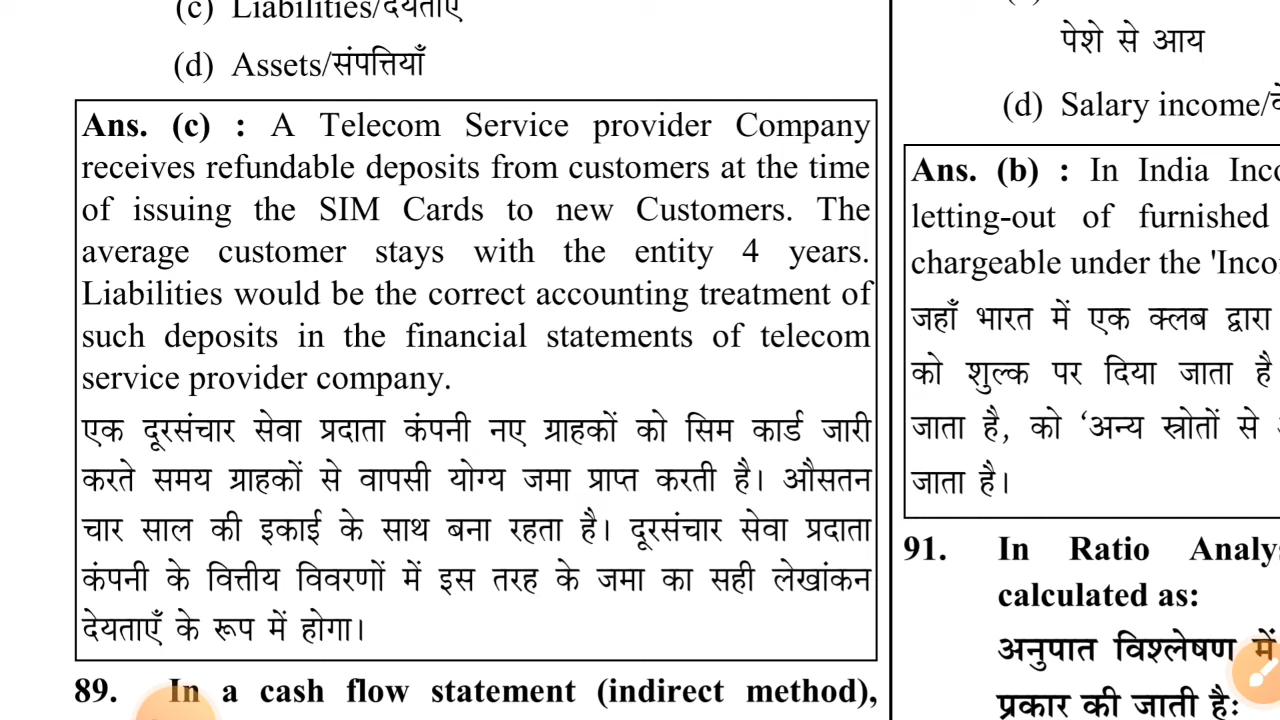 (c) Liabilities/देयताएँ
(d) Assets/संपत्तियाँ
Ans. (c) : A Telecom Service provider Company
receives refundable deposits from customers at the time
of issuing the SIM Cards to new Customers. The
average customer stays with the entity 4 years.
Liabilities would be the correct accounting treatment of
such deposits in the financial statements of telecom
service provider company.
एक दूरसंचार सेवा प्रदाता कंपनी नए ग्राहकों को सिम कार्ड जारी
करते समय ग्राहकों से वापसी योग्य जमा प्राप्त करती है। औसतन
चार साल की इकाई के साथ बना रहता है। दूरसंचार सेवा प्रदाता
कंपनी के वित्तीय विवरणों में इस तरह के जमा का सही लेखांकन
देयताएँ के रूप में होगा।
89. In a cash flow statement (indirect method),
पेशे से आय
(d) Salary income/
Ans. (b) : In India Inco
letting-out of furnished
chargeable under the 'Inco
जहाँ भारत में एक क्लब द्वारा
को शुल्क पर दिया जाता है
जाता है, को ‘अन्य स्रोतों से
जाता है।
91. In Ratio Analys
calculated as:
अनुपात विश्लेषण में
प्रकार की जाती है: